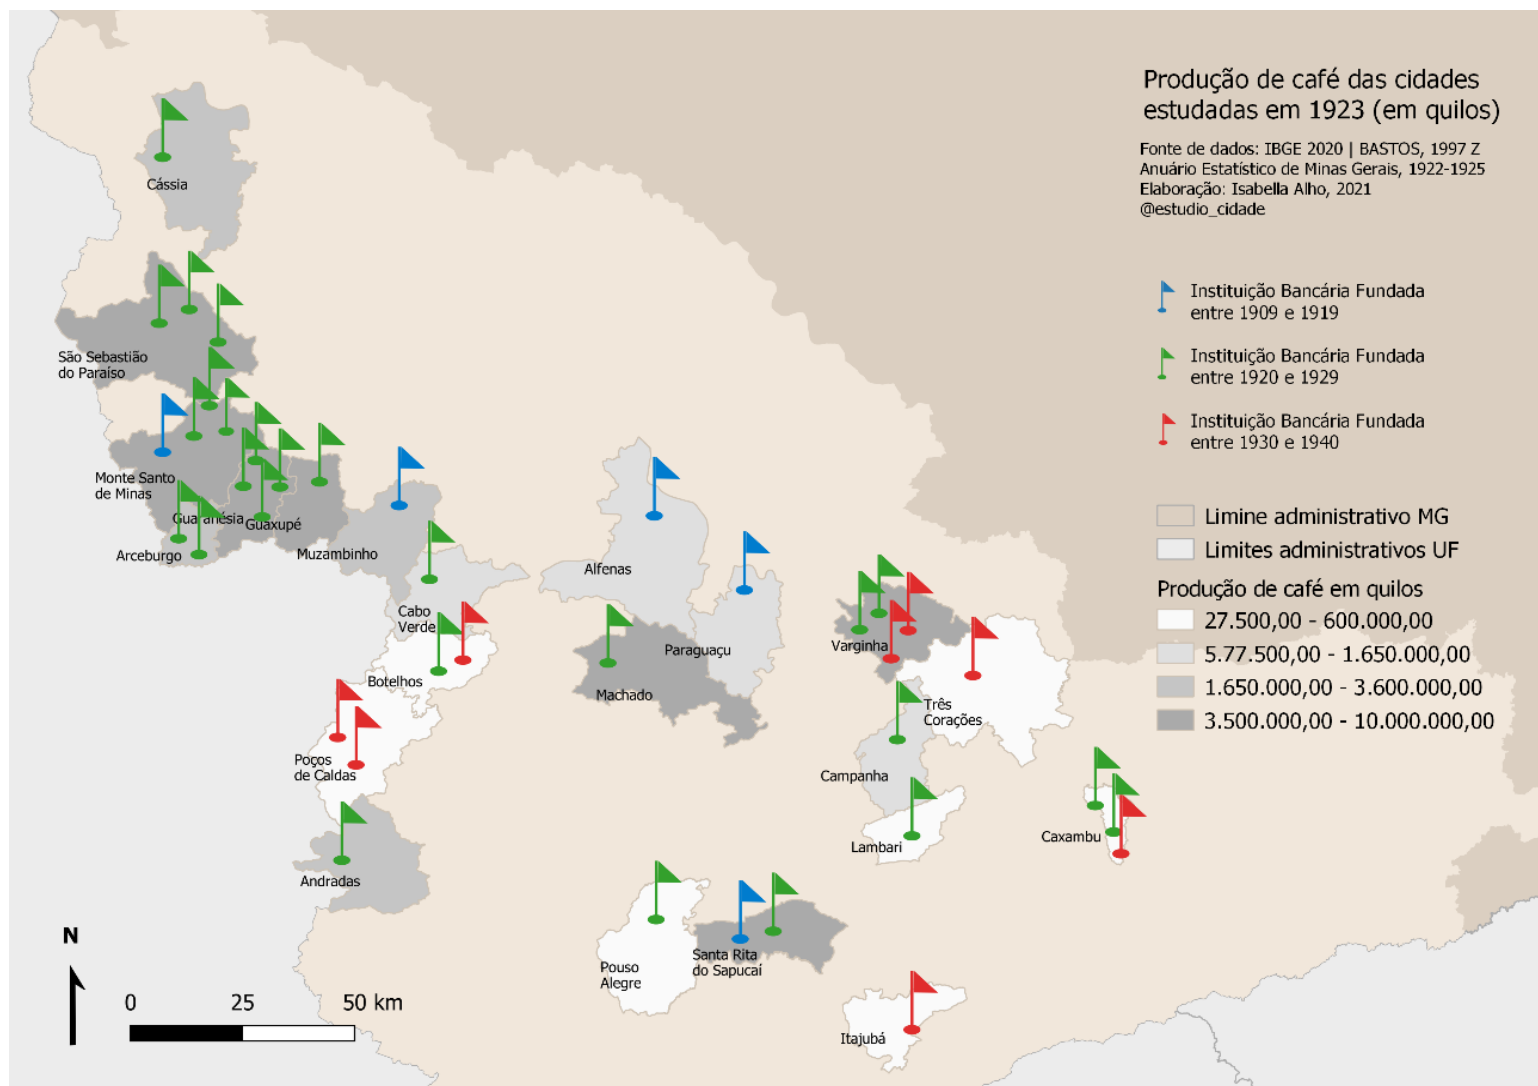 Produção de café das cidades
estudadas em 1923 (em quilos)
Fonte de dados: IBGE 2020 | BASTOS, 1997 Z
Anuário Estatístico de Minas Gerais, 1922-1925
Elaboração: Isabella Alho, 2021
@estudio_cidade
Instituição Bancária Fundada
entre 1909 e 1919
Instituição Bancária Fundada
entre 1920 e 1929
Instituição Bancária Fundada
entre 1930 e 1940
Limine administrativo MG
Limites administrativos UF
Produção de café em quilos
27.500,00 - 600.000,00
5.77.500,00 - 1.650.000,00
1.650.000,00 - 3.600.000,00
3.500.000,00 - 10.000.000,00
Cássia
São Sebastião
do Paraíso
Monte Santo
de Minas
Guaranésia
Guaxupé
Arceburgo
Muzambinho
Cabo
Verde
Botelhos
Poços
de Caldas
Andradas
Alfenas
Paraguaçu
Machado
Varginha
Três
Corações
Campanha
Lambari
Caxambu
Pouso
Alegre
Santa Rita
do Sapucaí
Itajubá
N
0 25 50 km